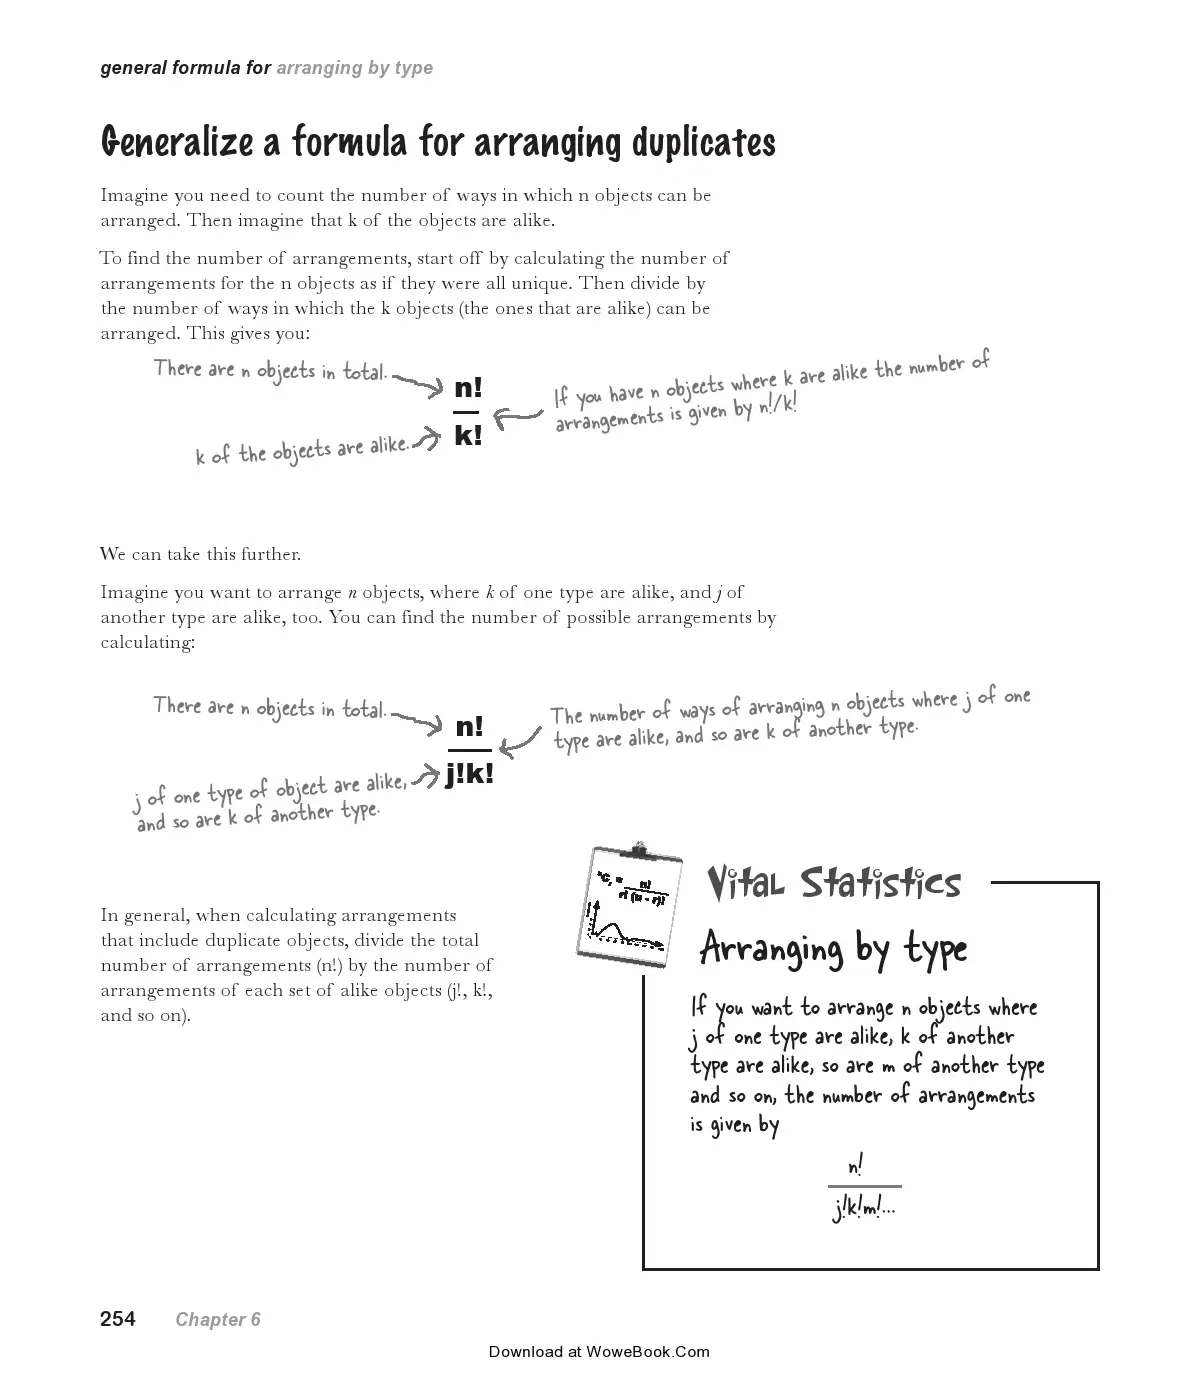 general formula for arranging by type
Generalize a formula for arranging duplicates
Imagine you need to count the number of ways in which n objects can be
arranged. Then imagine that k of the objects are alike.
To find the number of arrangements, start off by calculating the number of
arrangements for the n objects as if they were all unique. Then divide by
the number of ways in which the k objects (the ones that are alike) can be
arranged. This gives you:
There are n objects in total.
n!
k!
k of the objects are alike.
If you have n objects where k are alike the number of
arrangements is given by n!/k!
We can take this further.
Imagine you want to arrange n objects, where k of one type are alike, and j of
another type are alike, too. You can find the number of possible arrangements by
calculating:
There are n objects in total.
n!
j!k!
j of one type of object are alike,
and so are k of another type.
The number of ways of arranging n objects where j of one
type are alike, and so are k of another type.
In general, when calculating arrangements
that include duplicate objects, divide the total
number of arrangements (n!) by the number of
arrangements of each set of alike objects (j!, k!,
and so on).
ⁿCᵣ = n!
r! (n - r)!
Vital Statistics
Arranging by type
If you want to arrange n objects where
j of one type are alike, k of another
type are alike, so are m of another type
and so on, the number of arrangements
is given by
n!
j!k!m!...
254 Chapter 6
Download at WoweBook.Com